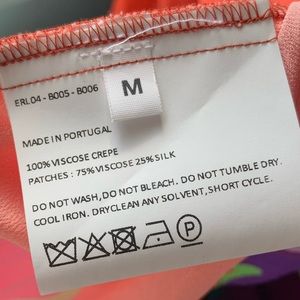 ERL04 - B005 - B006
M
MADE IN PORTUGAL
100% VISCOSE CREPE
PATCHES : 75% VISCOSE 25% SILK
DO NOT WASH, DO NOT BLEACH. DO NOT TUMBLE DRY.
COOL IRON. DRYCLEAN ANY SOLVENT, SHORT CYCLE.
P